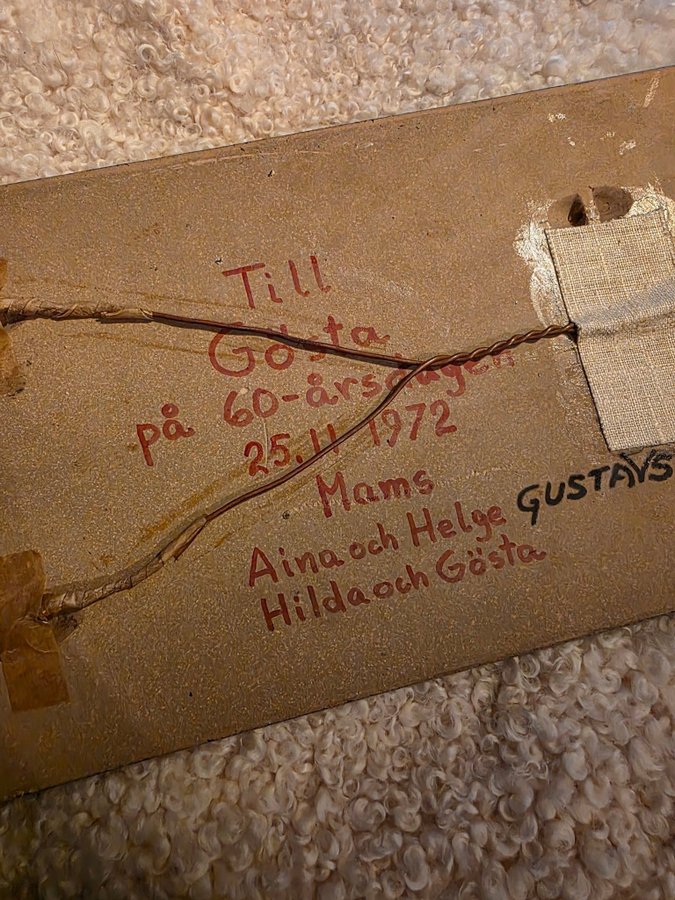 Till
Gösta
på 60-årsdagen
25.11 1972
Mams
Aina och Helge
Hilda och Gösta
GUSTAVS